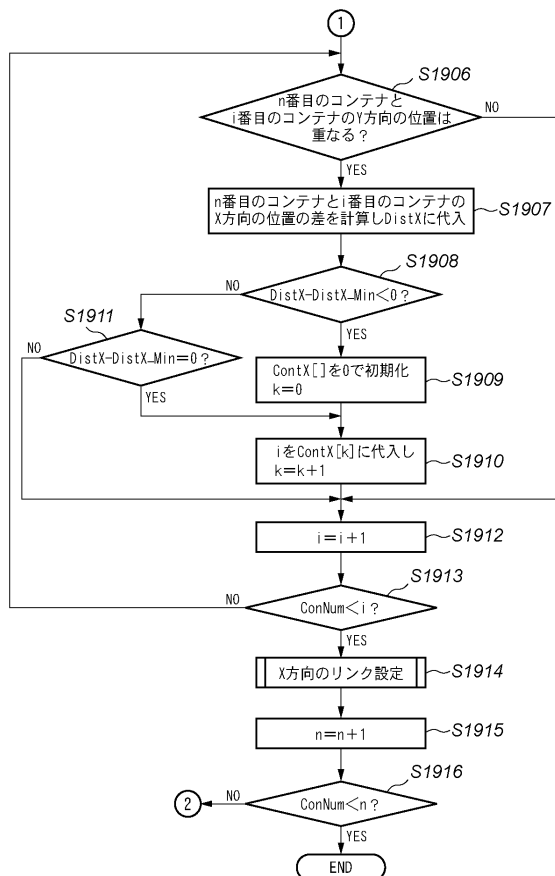 1
S1906
n番目のコンテナと
i番目のコンテナのY方向の位置は
重なる?
NO
YES
n番目のコンテナとi番目のコンテナの
X方向の位置の差を計算しDistXに代入
S1907
S1908
NO
DistX-DistX_Min<0?
YES
S1911
NO
DistX-DistX_Min=0?
YES
ContX[]を0で初期化
k=0
S1909
iをContX[k]に代入し
k=k+1
S1910
i=i+1
S1912
S1913
NO
ConNum<i?
YES
X方向のリンク設定
S1914
n=n+1
S1915
S1916
2
NO
ConNum<n?
YES
END